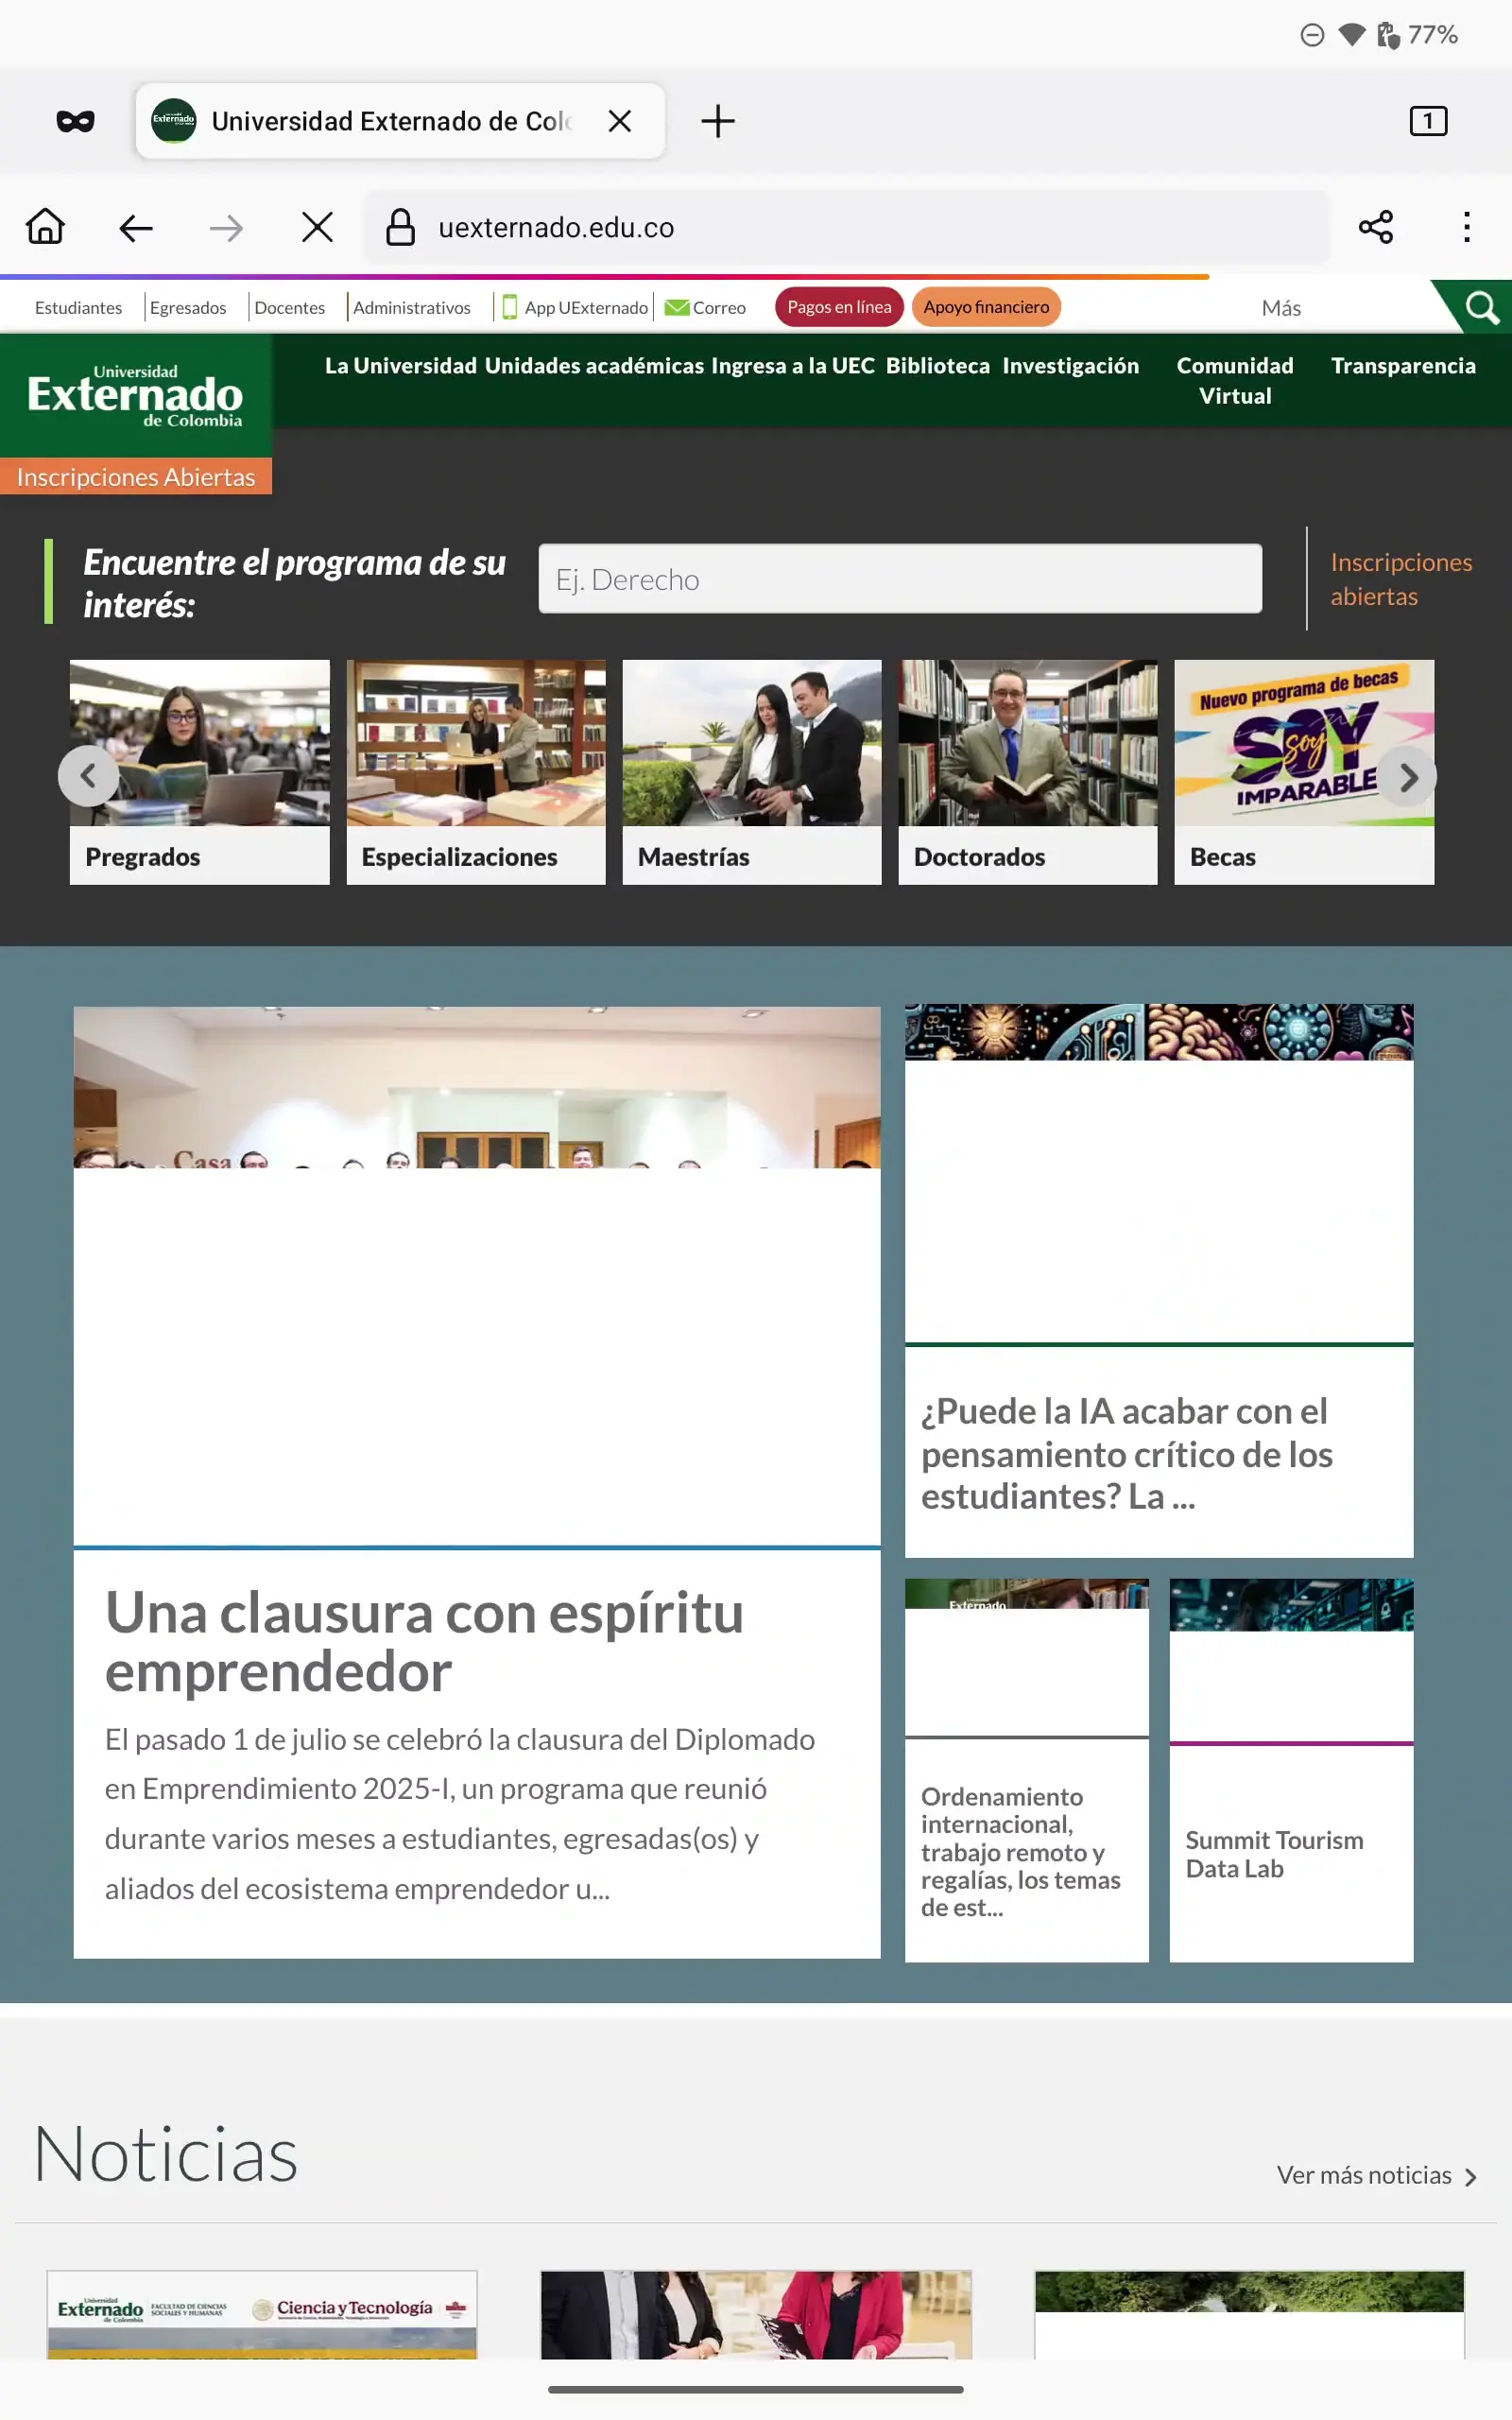 77%
Universidad Externado de Col
1
uexternado.edu.co
Estudiantes
Egresados
Docentes
Administrativos
App UExternado
Correo
Pagos en línea
Apoyo financiero
Más
Universidad
Externado
de Colombia
La Universidad
Unidades académicas
Ingresa a la UEC
Biblioteca
Investigación
Comunidad
Virtual
Transparencia
Inscripciones Abiertas
Encuentre el programa de su
interés:
Ej. Derecho
Inscripciones
abiertas
Nuevo programa de becas
soy
SOY
IMPARABLE
Pregrados
Especializaciones
Maestrías
Doctorados
Becas
Casa
Una clausura con espíritu
emprendedor
El pasado 1 de julio se celebró la clausura del Diplomado
en Emprendimiento 2025-I, un programa que reunió
durante varios meses a estudiantes, egresadas(os) y
aliados del ecosistema emprendedor u...
¿Puede la IA acabar con el
pensamiento crítico de los
estudiantes? La ...
Externado
Ordenamiento
internacional,
trabajo remoto y
regalías, los temas
de est...
Summit Tourism
Data Lab
Noticias
Ver más noticias
Universidad
Externado
de Colombia
FACULTAD DE CIENCIAS
SOCIALES Y HUMANAS
Ciencia y Tecnología